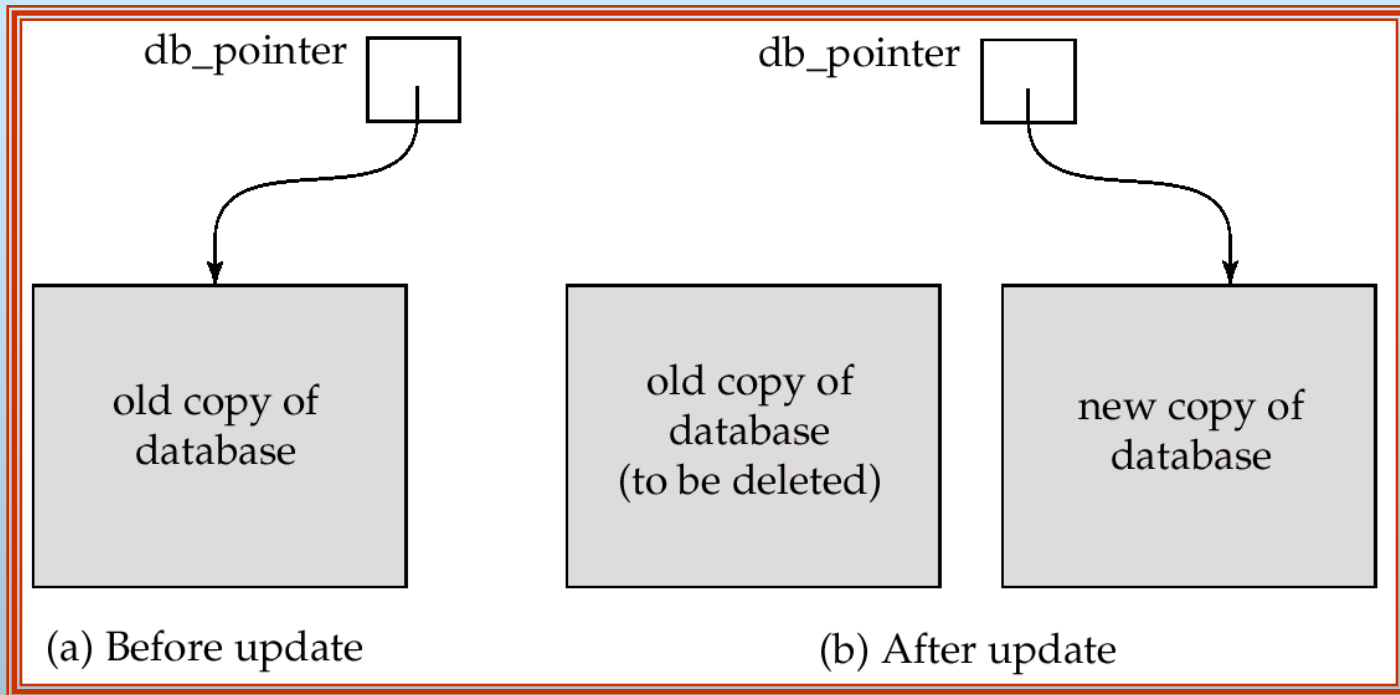 db_pointer
old copy of
database
(a) Before update
db_pointer
old copy of
database
(to be deleted)
new copy of
database
(b) After update